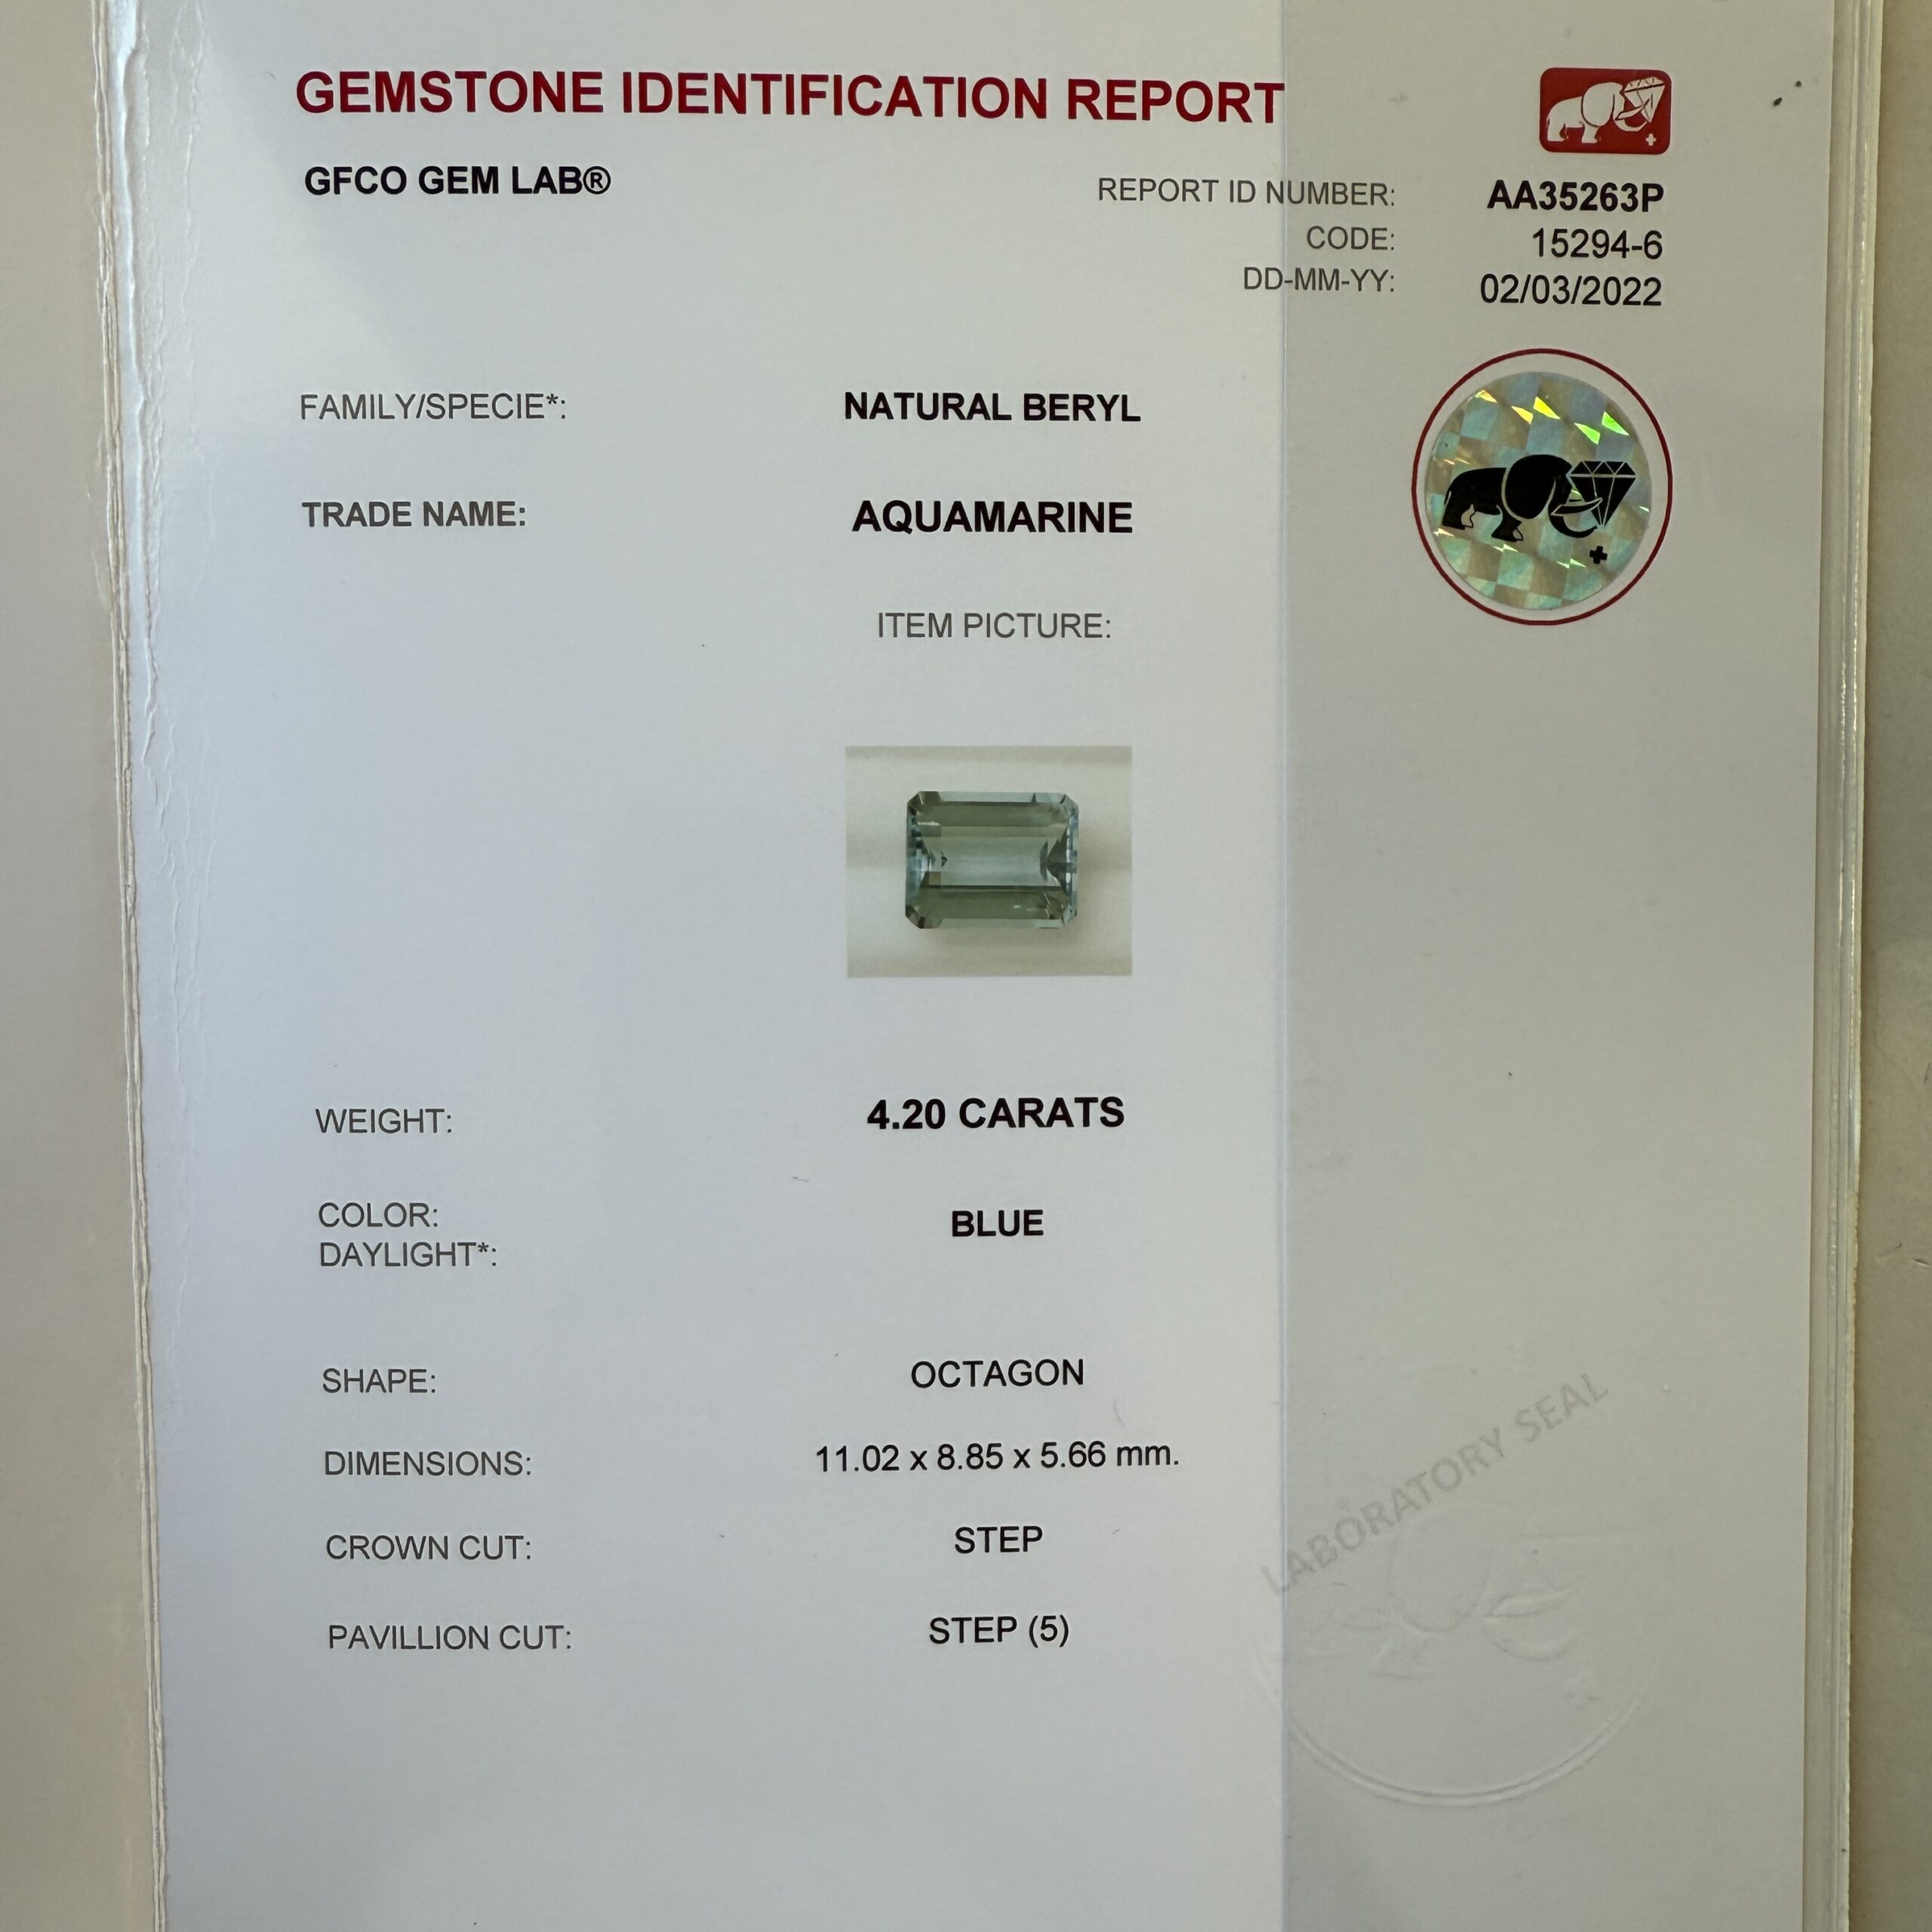 GEMSTONE IDENTIFICATION REPORT
GFCO GEM LAB®
REPORT ID NUMBER: AA35263P
CODE: 15294-6
DD-MM-YY: 02/03/2022
FAMILY/SPECIE*: NATURAL BERYL
TRADE NAME: AQUAMARINE
ITEM PICTURE:
WEIGHT: 4.20 CARATS
COLOR: BLUE
DAYLIGHT*:
SHAPE: OCTAGON
DIMENSIONS: 11.02 x 8.85 x 5.66 mm.
CROWN CUT: STEP
LABORATORY SEAL
PAVILLION CUT: STEP (5)